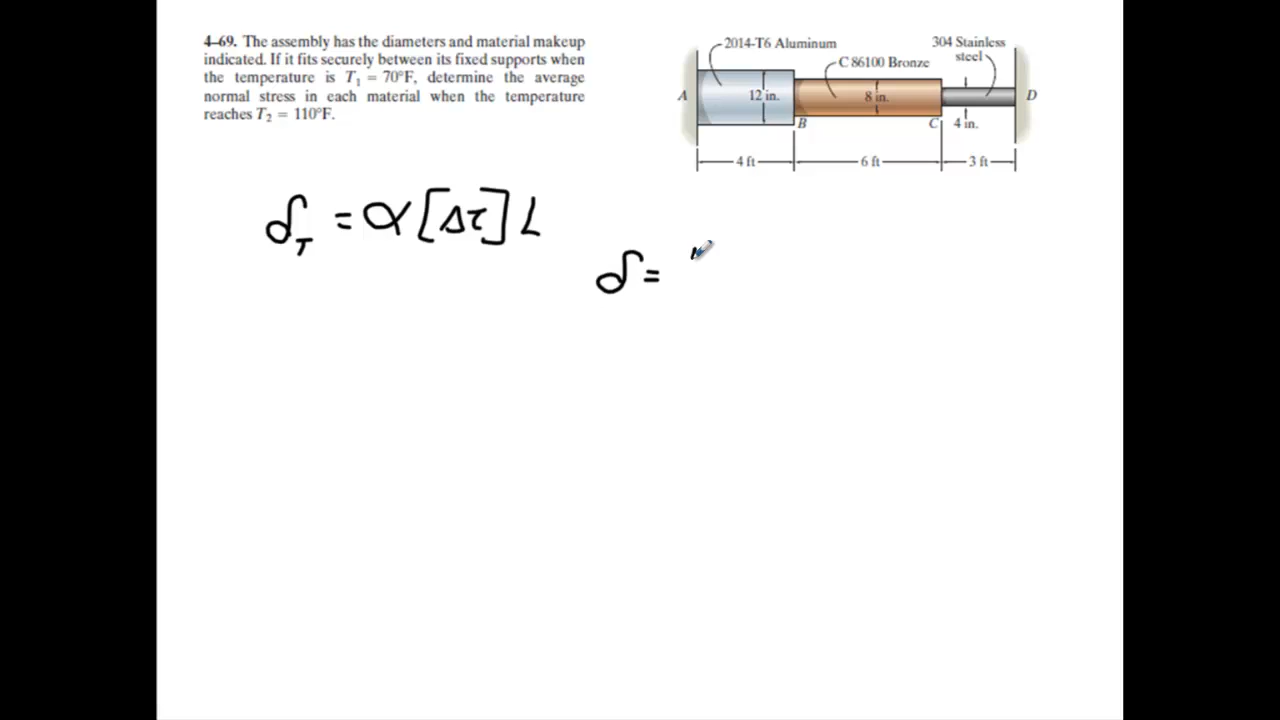 4–69. The assembly has the diameters and material makeup
indicated. If it fits securely between its fixed supports when
the temperature is T₁ = 70°F, determine the average
normal stress in each material when the temperature
reaches T₂ = 110°F.
2014-T6 Aluminum
304 Stainless
steel
C 86100 Bronze
A
12 in.
8 in.
D
B
C
4 in.
4 ft
6 ft
3 ft
δ_T = α [Δτ] L
δ =